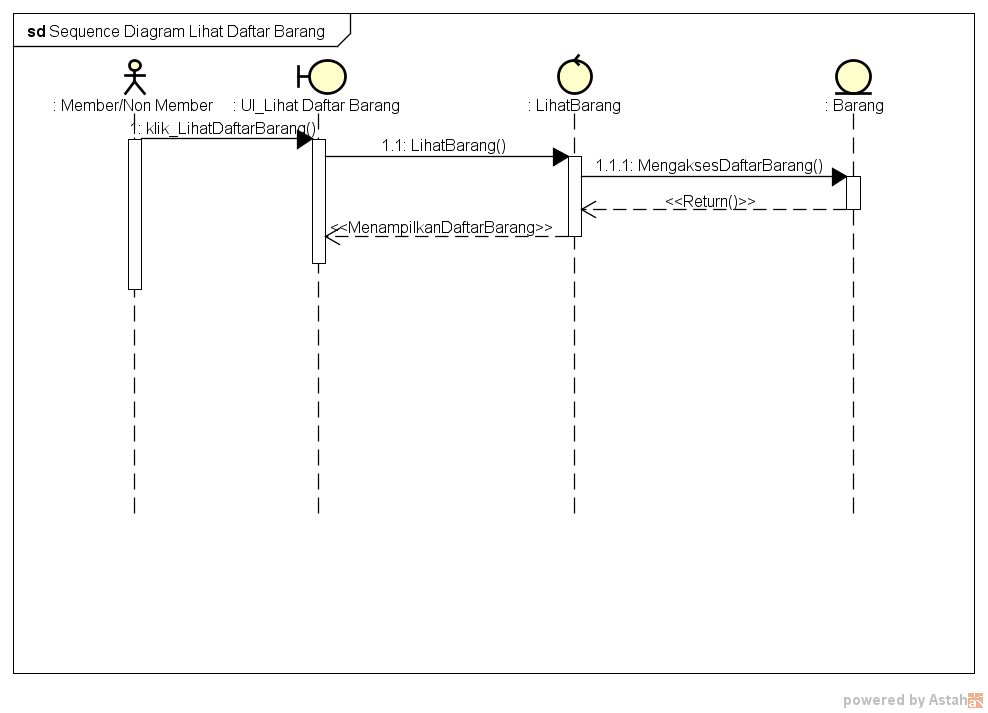 sd Sequence Diagram Lihat Daftar Barang
: Member/Non Member
: UI_Lihat Daftar Barang
: LihatBarang
: Barang
1: klik_LihatDaftarBarang()
1.1: LihatBarang()
1.1.1: MengaksesDaftarBarang()
<<Return()>>
<<MenampilkanDaftarBarang>>
powered by Astah